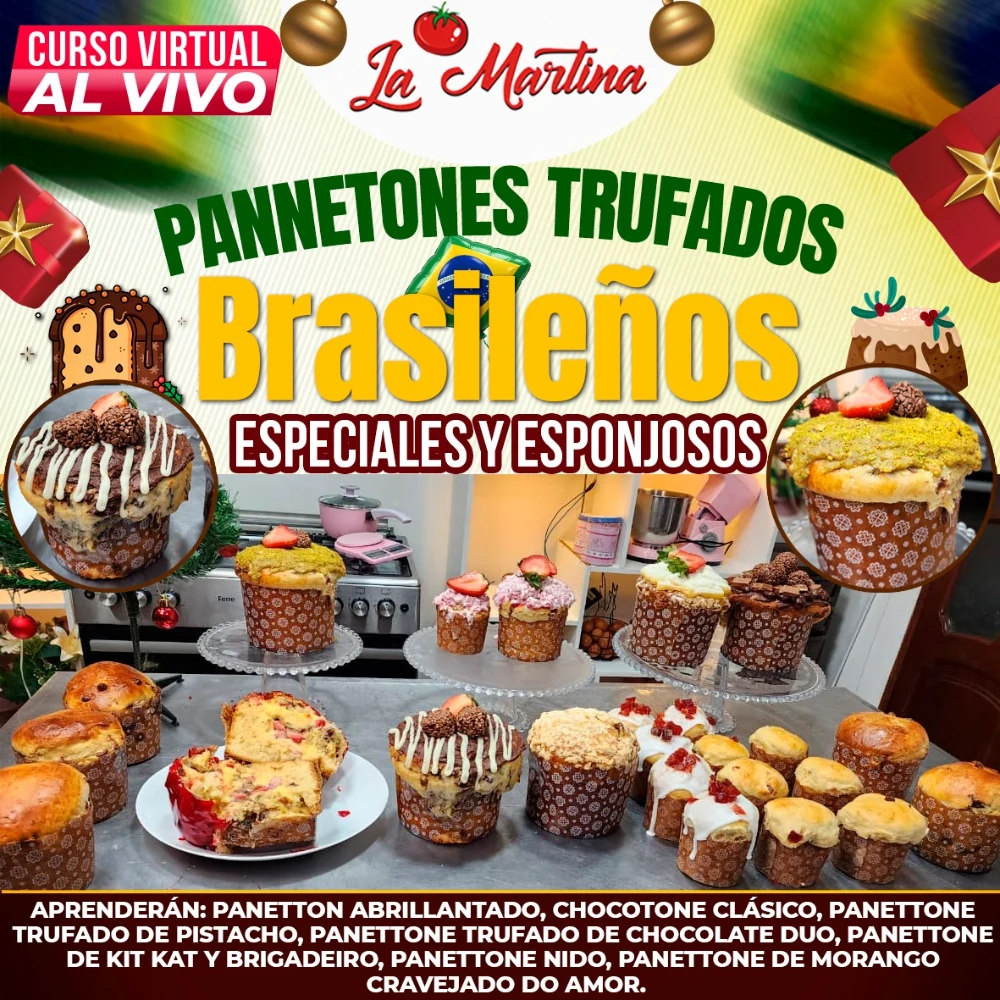 CURSO VIRTUAL
AL VIVO
La Martina
PANNETONES TRUFADOS
Brasileños
ESPECIALES Y ESPONJOSOS
APRENDERÁN: PANETTON ABRILLANTADO, CHOCOTONE CLÁSICO, PANETTONE
TRUFADO DE PISTACHO, PANETTONE TRUFADO DE CHOCOLATE DUO, PANETTONE
DE KIT KAT Y BRIGADEIRO, PANETTONE NIDO, PANETTONE DE MORANGO
CRAVEJADO DO AMOR.